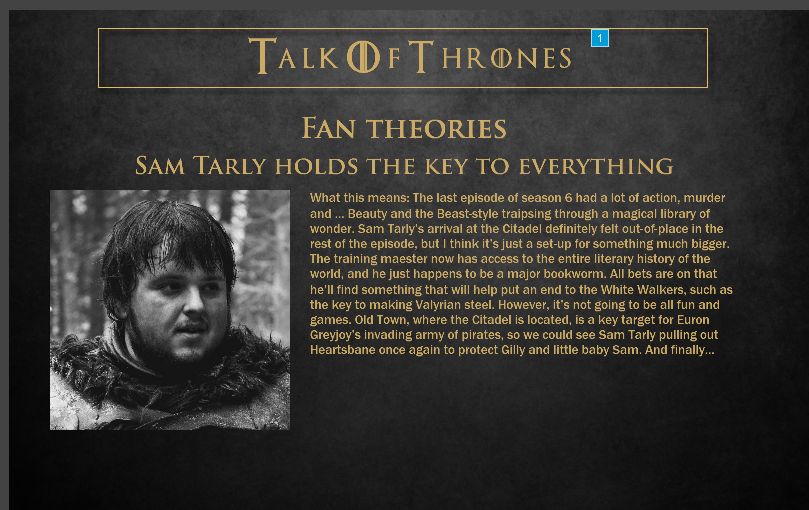 1
TALK OF THRONES
FAN THEORIES
SAM TARLY HOLDS THE KEY TO EVERYTHING
What this means: The last episode of season 6 had a lot of action, murder
and ... Beauty and the Beast-style traipsing through a magical library of
wonder. Sam Tarly's arrival at the Citadel definitely felt out-of-place in the
rest of the episode, but I think it's just a set-up for something much bigger.
The training maester now has access to the entire literary history of the
world, and he just happens to be a major bookworm. All bets are on that
he'll find something that will help put an end to the White Walkers, such as
the key to making Valyrian steel. However, it's not going to be all fun and
games. Old Town, where the Citadel is located, is a key target for Euron
Greyjoy's invading army of pirates, so we could see Sam Tarly pulling out
Heartsbane once again to protect Gilly and little baby Sam. And finally...